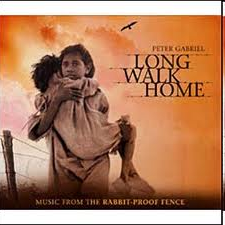 PETER GABRIEL
LONG
WALK
HOME
MUSIC FROM THE RABBIT-PROOF FENCE